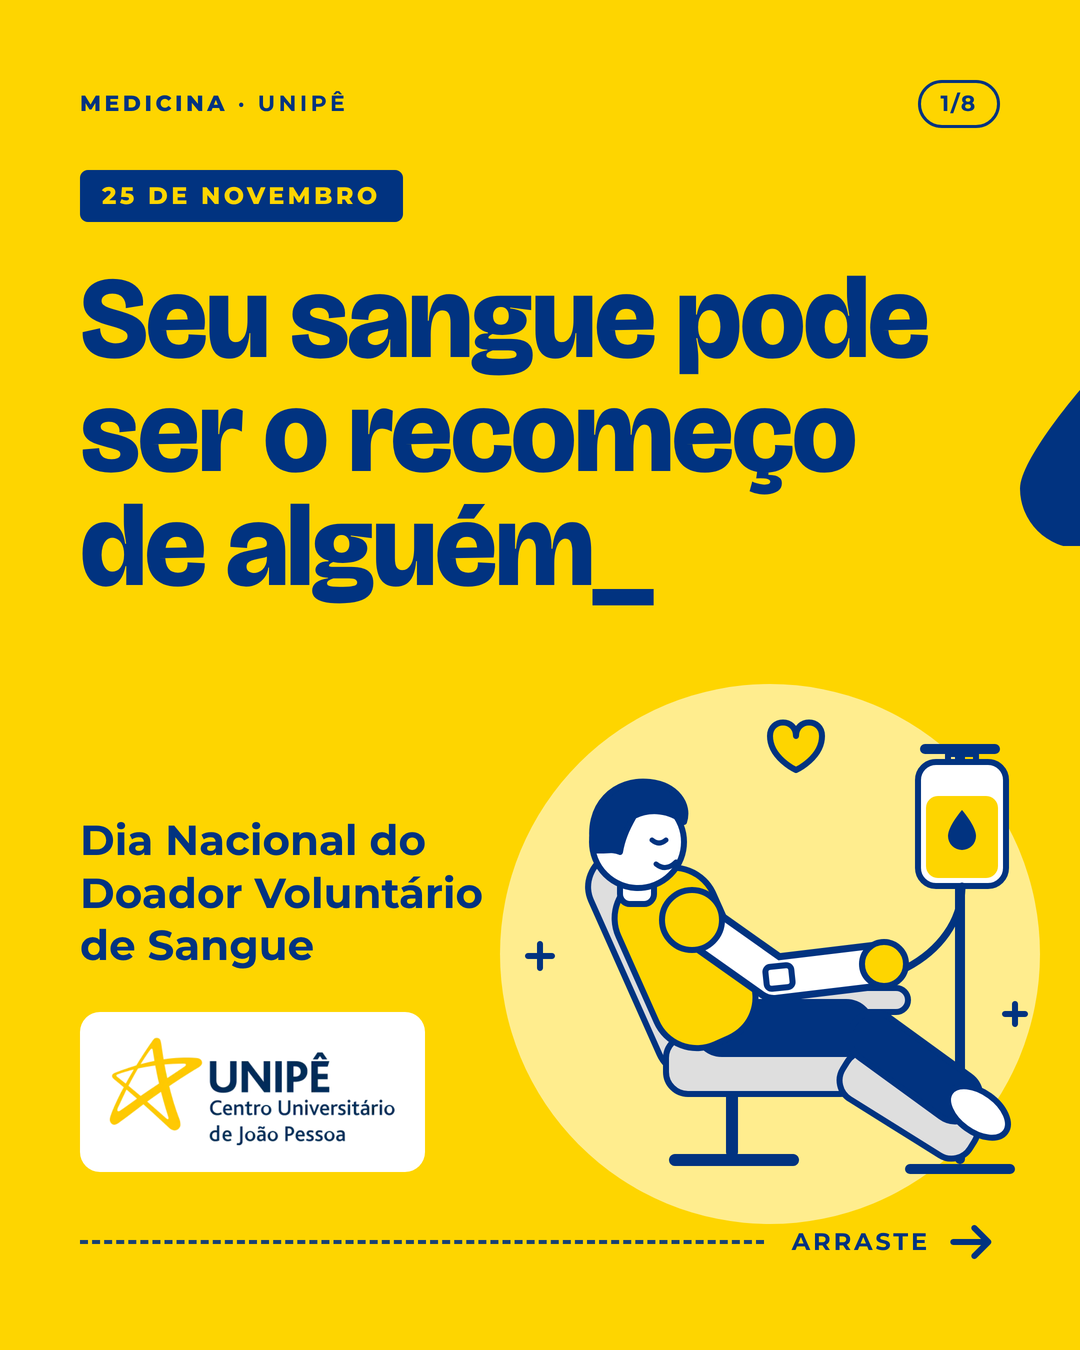 MEDICINA · UNIPÊ
1/8
25 DE NOVEMBRO
Seu sangue pode
ser o recomeço
de alguém_
Dia Nacional do
Doador Voluntário
de Sangue
UNIPÊ
Centro Universitário
de João Pessoa
ARRASTE